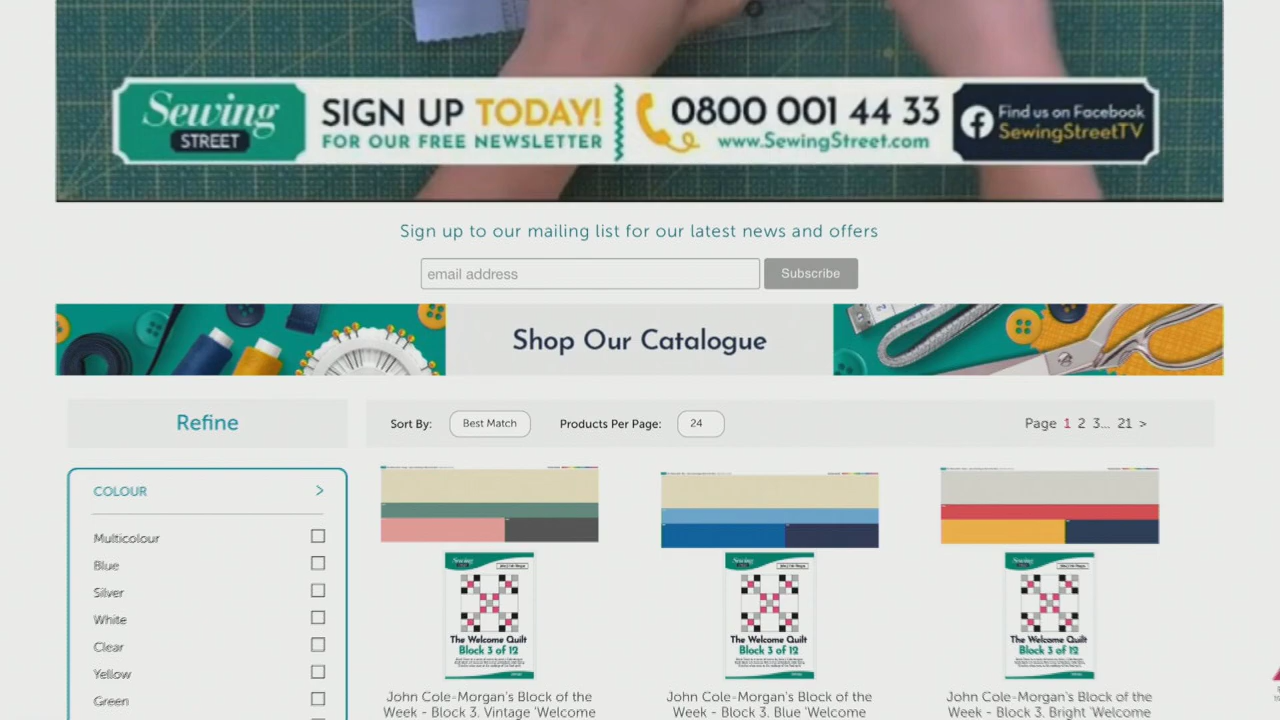 Sewing
STREET
SIGN UP TODAY!
FOR OUR FREE NEWSLETTER
0800 001 44 33
www.SewingStreet.com
Find us on Facebook
SewingStreetTV
Sign up to our mailing list for our latest news and offers
email address
Subscribe
Shop Our Catalogue
Refine
Sort By:
Best Match
Products Per Page:
24
Page 1 2 3... 21 >
COLOUR >
Multicolour
Blue
Silver
White
Clear
Yellow
Green
Sewing
The Welcome Quilt
Block 3 of 12
John Cole-Morgan's Block of the
Week - Block 3. Vintage 'Welcome
Sewing
The Welcome Quilt
Block 3 of 12
John Cole-Morgan's Block of the
Week - Block 3. Blue 'Welcome
Sewing
The Welcome Quilt
Block 3 of 12
John Cole-Morgan's Block of the
Week - Block 3. Bright 'Welcome